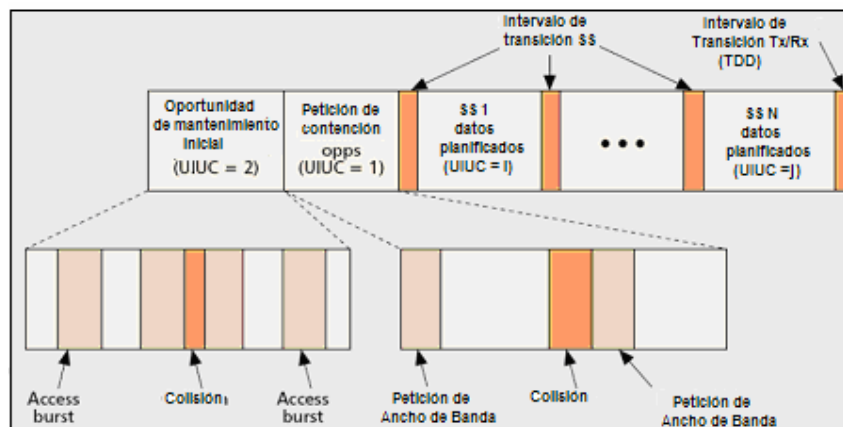 Intervalo de
transición SS
Intervalo de
Transición Tx/Rx
(TDD)
Oportunidad
de mantenimiento
inicial
(UIUC = 2)
Petición de
contención
opps
(UIUC = 1)
SS 1
datos
planificados
(UIUC = i)
• • •
SS N
datos
planificados
(UIUC =j)
Access
burst
Colisión
Access
burst
Petición de
Ancho de Banda
Colisión
Petición de
Ancho de Banda